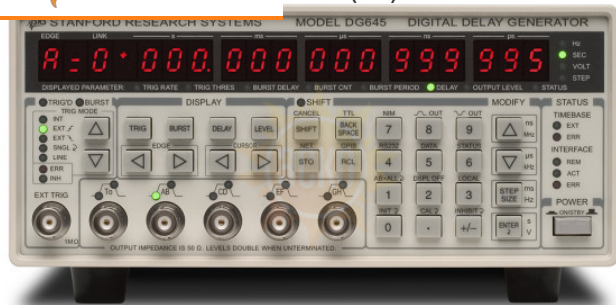 STANFORD RESEARCH SYSTEMS MODEL DG645 DIGITAL DELAY GENERATOR
EDGE LINK s ms µs ns ps
A=0+000.000 000 999 995
Hz
SEC
VOLT
STEP
DISPLAYED PARAMETER: TRIG RATE TRIG THRES BURST DELAY BURST CNT BURST PERIOD DELAY OUTPUT LEVEL STATUS
TRIG'D BURST DISPLAY SHIFT MODIFY STATUS
TRIG MODE
INT
EXT
EXT
SNGL
LINE
ERR
INH
CANCEL TTL NIM OUT OUT
TRIG BURST DELAY LEVEL SHIFT BACK SPACE 7 8 9 ns MHz
EDGE CURSOR NET GPIB RS232 DATA STATUS
STO RCL 4 5 6 µs kHz
AB=ALL DSPL OFF LOCAL
1 2 3 STEP SIZE ms Hz
INIT CAL INHIBIT
0 . +/− ENTER s V
TIMEBASE
EXT
ERR
INTERFACE
REM
ACT
ERR
POWER
ON/STBY
EXT TRIG T0 AB CD EF GH
1MΩ
OUTPUT IMPEDANCE IS 50 Ω. LEVELS DOUBLE WHEN UNTERMINATED.